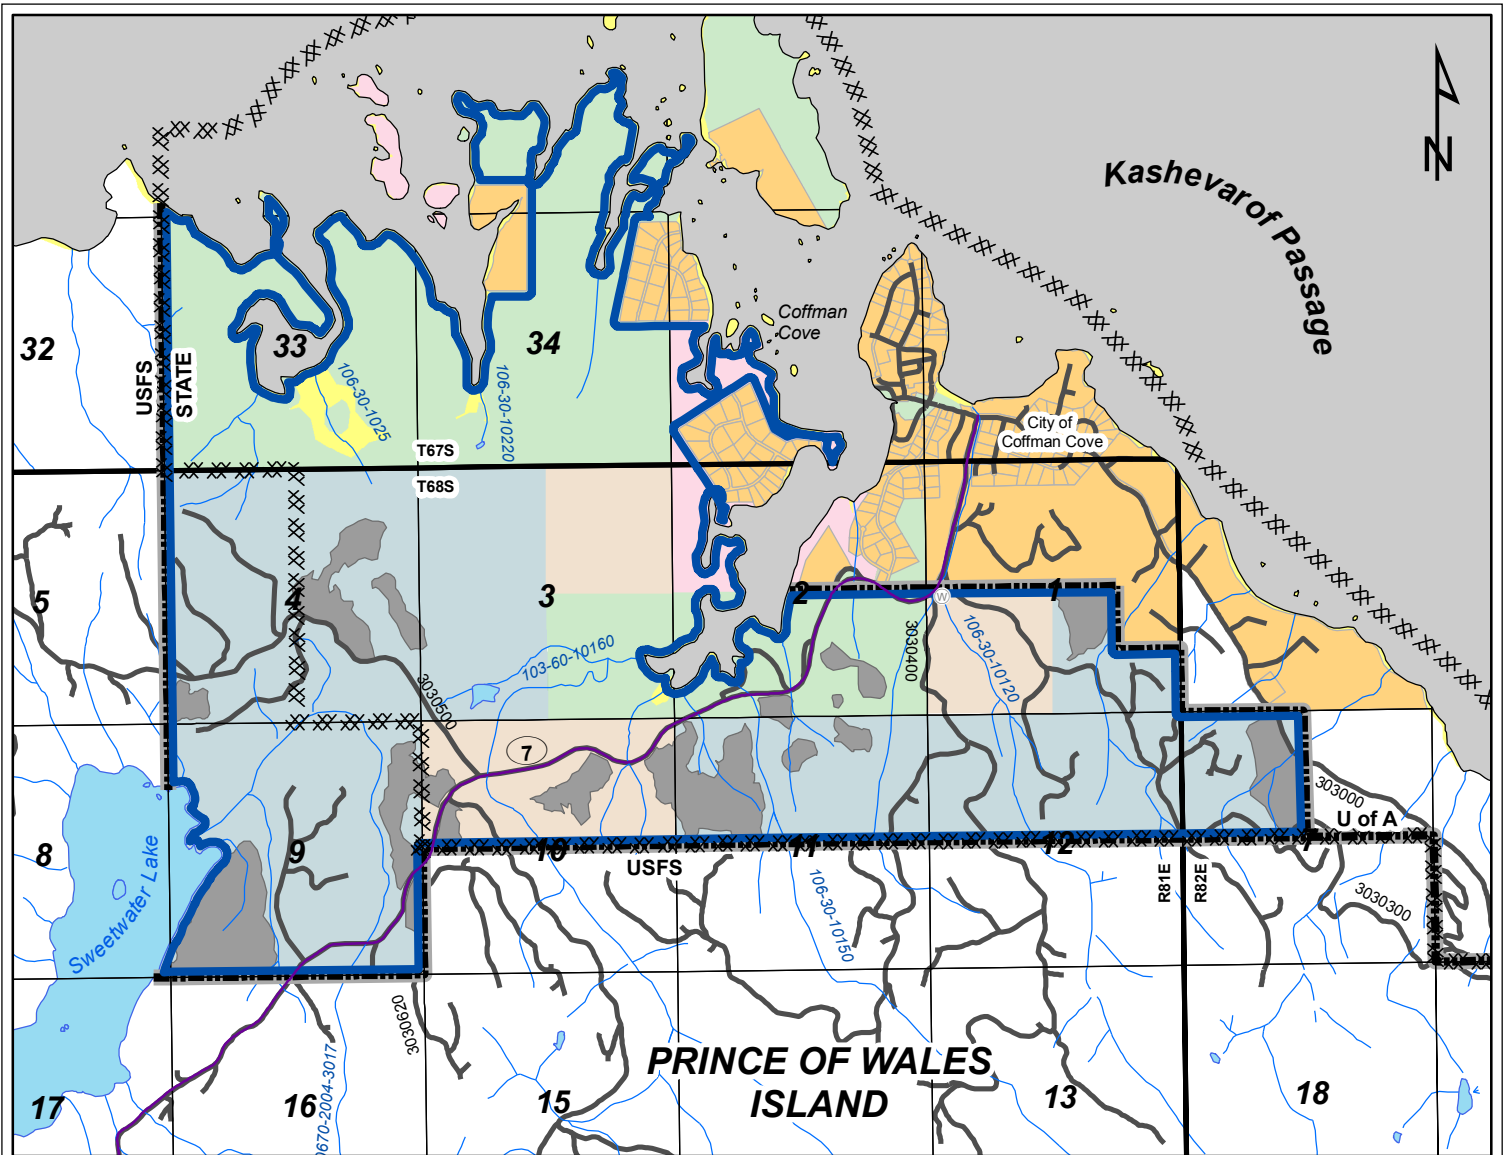 N
Kashevarof Passage
Coffman
Cove
32
33
34
USFS
STATE
106-30-1025
106-30-10220
City of
Coffman Cove
T67S
T68S
5
4
3
2
1
W
103-60-10160
3030400
106-30-10120
3030500
7
303000
U of A
8
Sweetwater Lake
9
10
11
12
7
USFS
R81E
R82E
106-30-10150
3030300
3030620
0670-2004-3017
PRINCE OF WALES
ISLAND
17
16
15
13
18